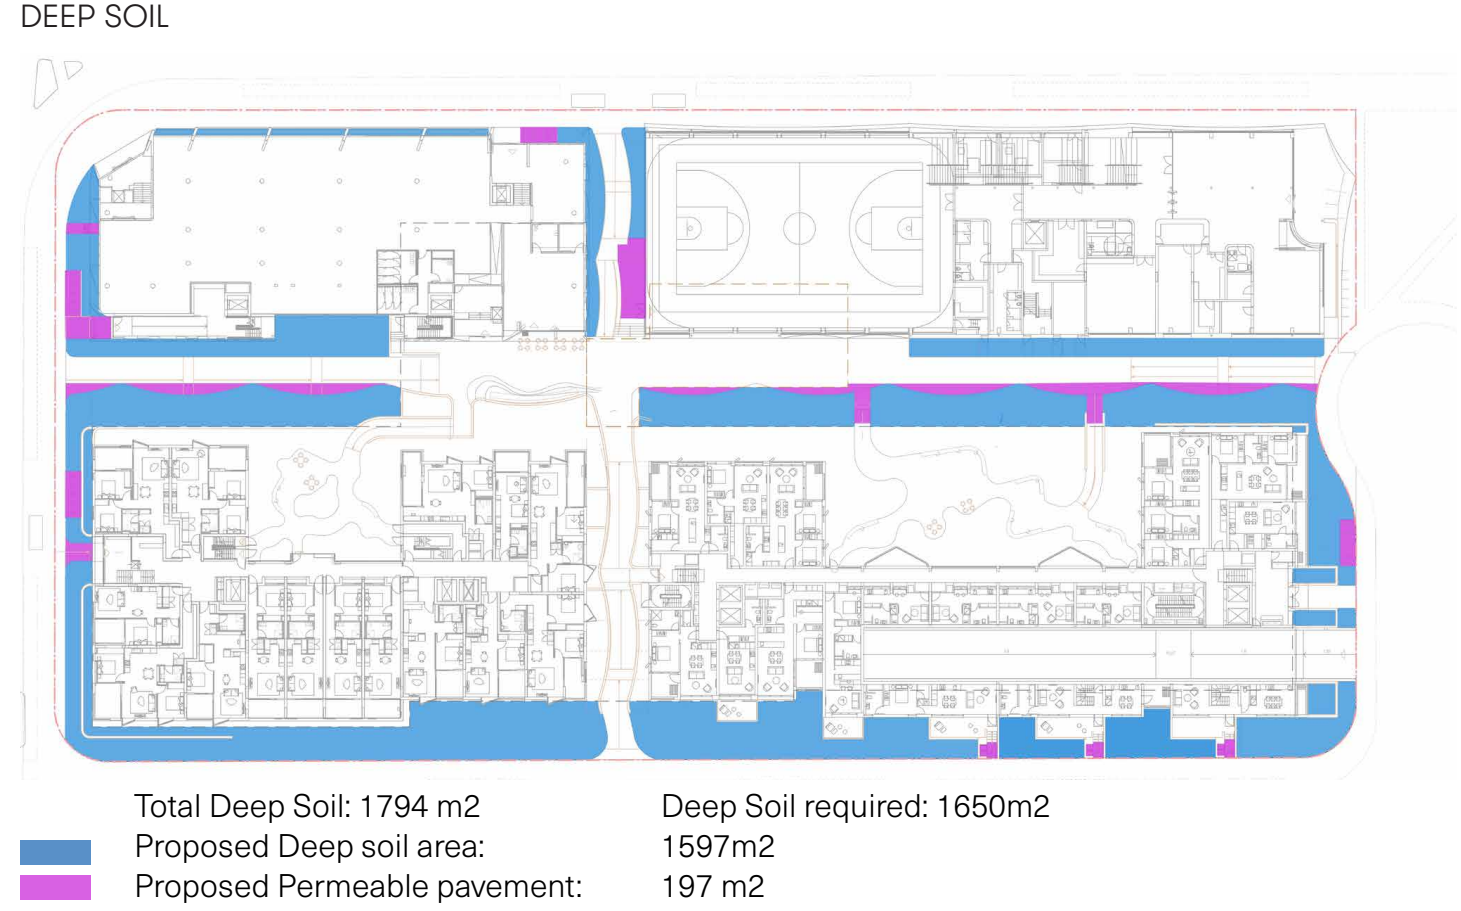 DEEP SOIL
Total Deep Soil: 1794 m2
Deep Soil required: 1650m2
Proposed Deep soil area: 1597m2
Proposed Permeable pavement: 197 m2